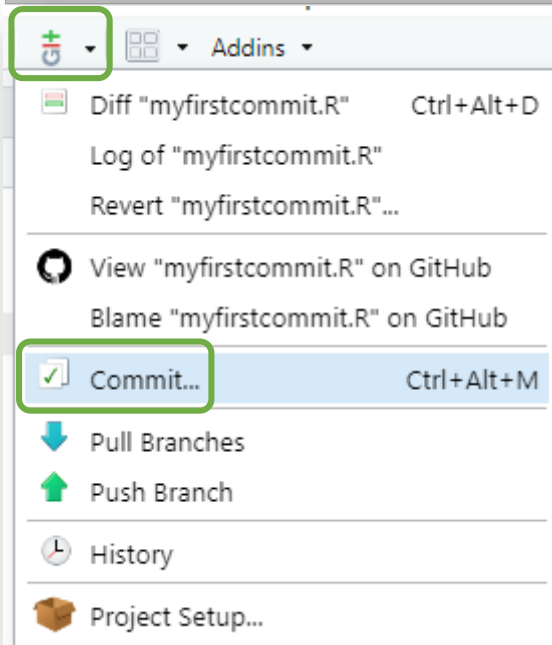 Addins
Diff "myfirstcommit.R" Ctrl+Alt+D
Log of "myfirstcommit.R"
Revert "myfirstcommit.R"...
View "myfirstcommit.R" on GitHub
Blame "myfirstcommit.R" on GitHub
Commit... Ctrl+Alt+M
Pull Branches
Push Branch
History
Project Setup...